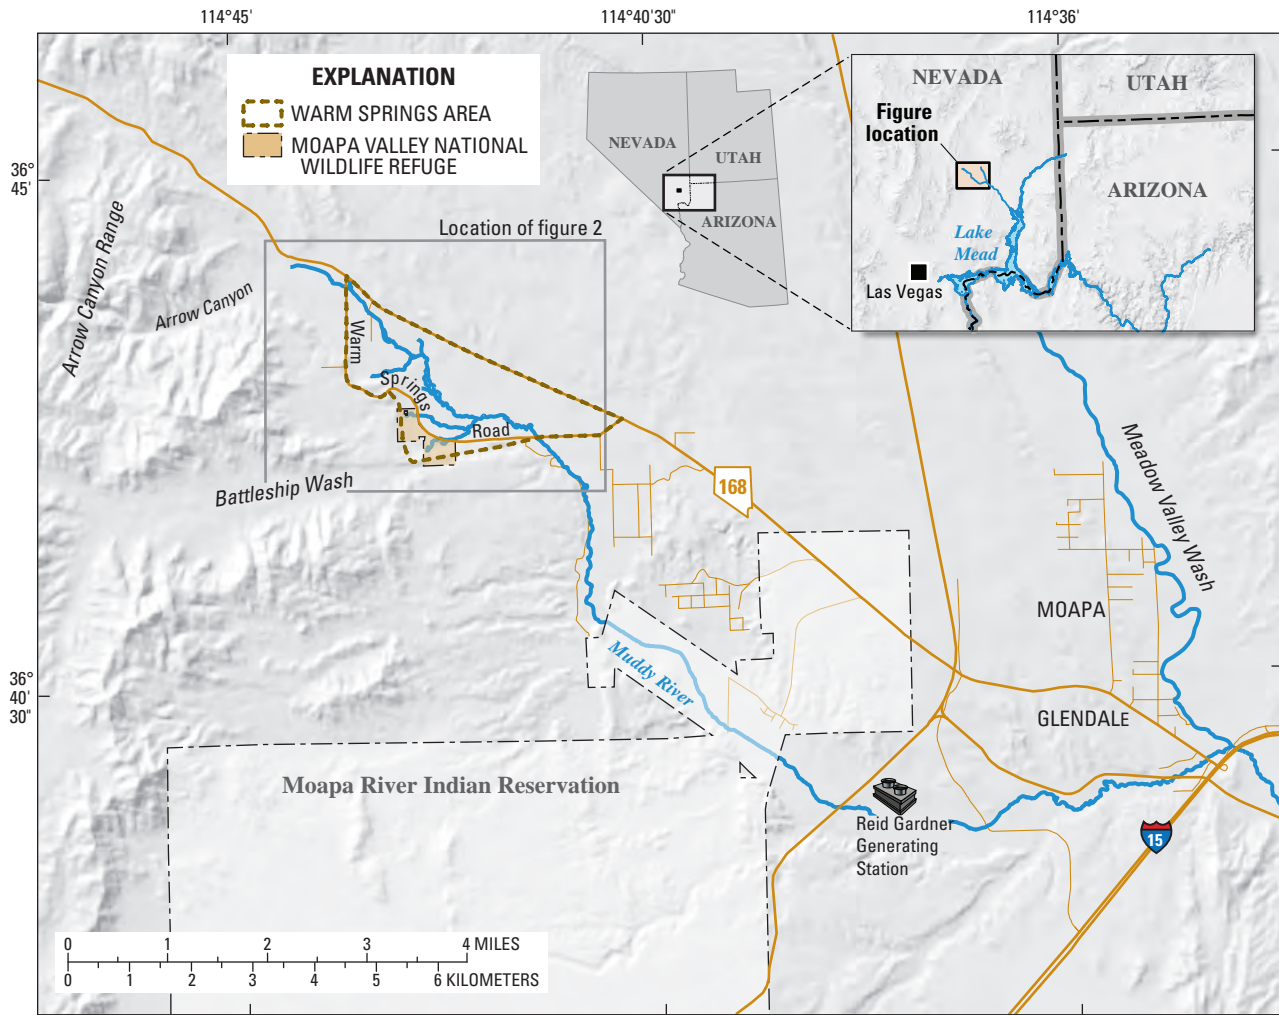 114°45'
114°40'30"
114°36'
36°
45'
36°
40'
30"
EXPLANATION
WARM SPRINGS AREA
MOAPA VALLEY NATIONAL
WILDLIFE REFUGE
NEVADA
UTAH
ARIZONA
NEVADA
UTAH
Figure
location
ARIZONA
Lake
Mead
Las Vegas
Location of figure 2
Arrow Canyon Range
Arrow Canyon
Warm
Springs
Road
Battleship Wash
168
Meadow Valley Wash
MOAPA
Muddy River
GLENDALE
Moapa River Indian Reservation
Reid Gardner
Generating
Station
15
0 1 2 3 4 MILES
0 1 2 3 4 5 6 KILOMETERS